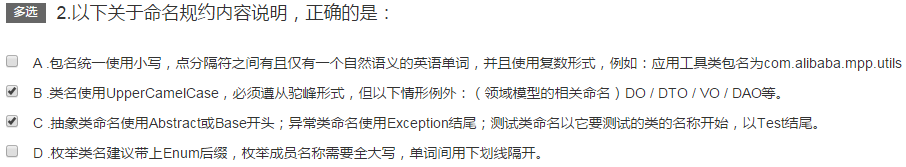 多选 2.以下关于命名规约内容说明，正确的是：
A .包名统一使用小写，点分隔符之间有且仅有一个自然语义的英语单词，并且使用复数形式，例如：应用工具类包名为com.alibaba.mpp.utils
B .类名使用UpperCamelCase，必须遵从驼峰形式，但以下情形例外：（领域模型的相关命名）DO / DTO / VO / DAO等。
C .抽象类命名使用Abstract或Base开头；异常类命名使用Exception结尾；测试类命名以它要测试的类的名称开始，以Test结尾。
D .枚举类名建议带上Enum后缀，枚举成员名称需要全大写，单词间用下划线隔开。